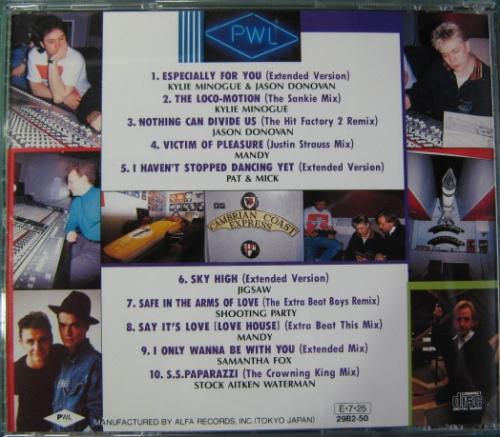 PWL
1. ESPECIALLY FOR YOU (Extended Version)
KYLIE MINOGUE & JASON DONOVAN
2. THE LOCO-MOTION (The Sankie Mix)
KYLIE MINOGUE
3. NOTHING CAN DIVIDE US (The Hit Factory 2 Remix)
JASON DONOVAN
4. VICTIM OF PLEASURE (Justin Strauss Mix)
MANDY
5. I HAVEN'T STOPPED DANCING YET (Extended Version)
PAT & MICK
CAMBRIAN COAST
EXPRESS
6. SKY HIGH (Extended Version)
JIGSAW
7. SAFE IN THE ARMS OF LOVE (The Extra Beat Boys Remix)
SHOOTING PARTY
8. SAY IT'S LOVE [LOVE HOUSE] (Extra Beat This Mix)
MANDY
9. I ONLY WANNA BE WITH YOU (Extended Mix)
SAMANTHA FOX
10. S.S.PAPARAZZI (The Crowning King Mix)
STOCK AITKEN WATERMAN
PWL
MANUFACTURED BY ALFA RECORDS, INC.(TOKYO JAPAN)
E・7・25
29B2-50
COMPACT
disc
DIGITAL AUDIO